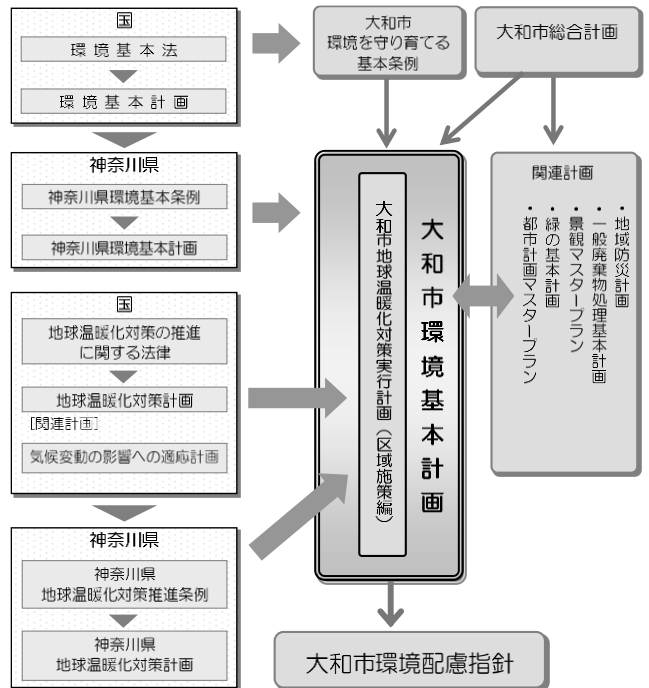 国
環境基本法
環境基本計画
神奈川県
神奈川県環境基本条例
神奈川県環境基本計画
国
地球温暖化対策の推進
に関する法律
地球温暖化対策計画
[関連計画]
気候変動の影響への適応計画
神奈川県
神奈川県
地球温暖化対策推進条例
神奈川県
地球温暖化対策計画
大和市
環境を守り育てる
基本条例
大和市総合計画
大和市環境基本計画
大和市地球温暖化対策実行計画（区域施策編）
関連計画
・地域防災計画
・一般廃棄物処理基本計画
・景観マスタープラン
・緑の基本計画
・都市計画マスタープラン
大和市環境配慮指針